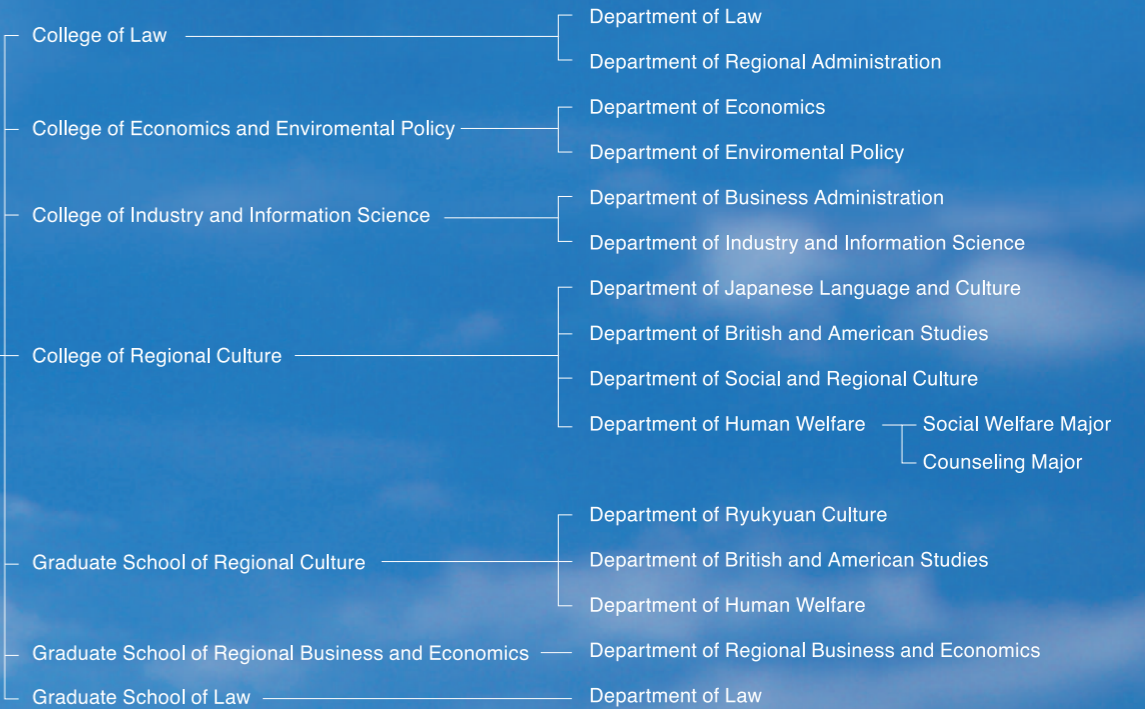 College of Law
Department of Law
Department of Regional Administration
College of Economics and Enviromental Policy
Department of Economics
Department of Enviromental Policy
College of Industry and Information Science
Department of Business Administration
Department of Industry and Information Science
College of Regional Culture
Department of Japanese Language and Culture
Department of British and American Studies
Department of Social and Regional Culture
Department of Human Welfare
Social Welfare Major
Counseling Major
Graduate School of Regional Culture
Department of Ryukyuan Culture
Department of British and American Studies
Department of Human Welfare
Graduate School of Regional Business and Economics
Department of Regional Business and Economics
Graduate School of Law
Department of Law